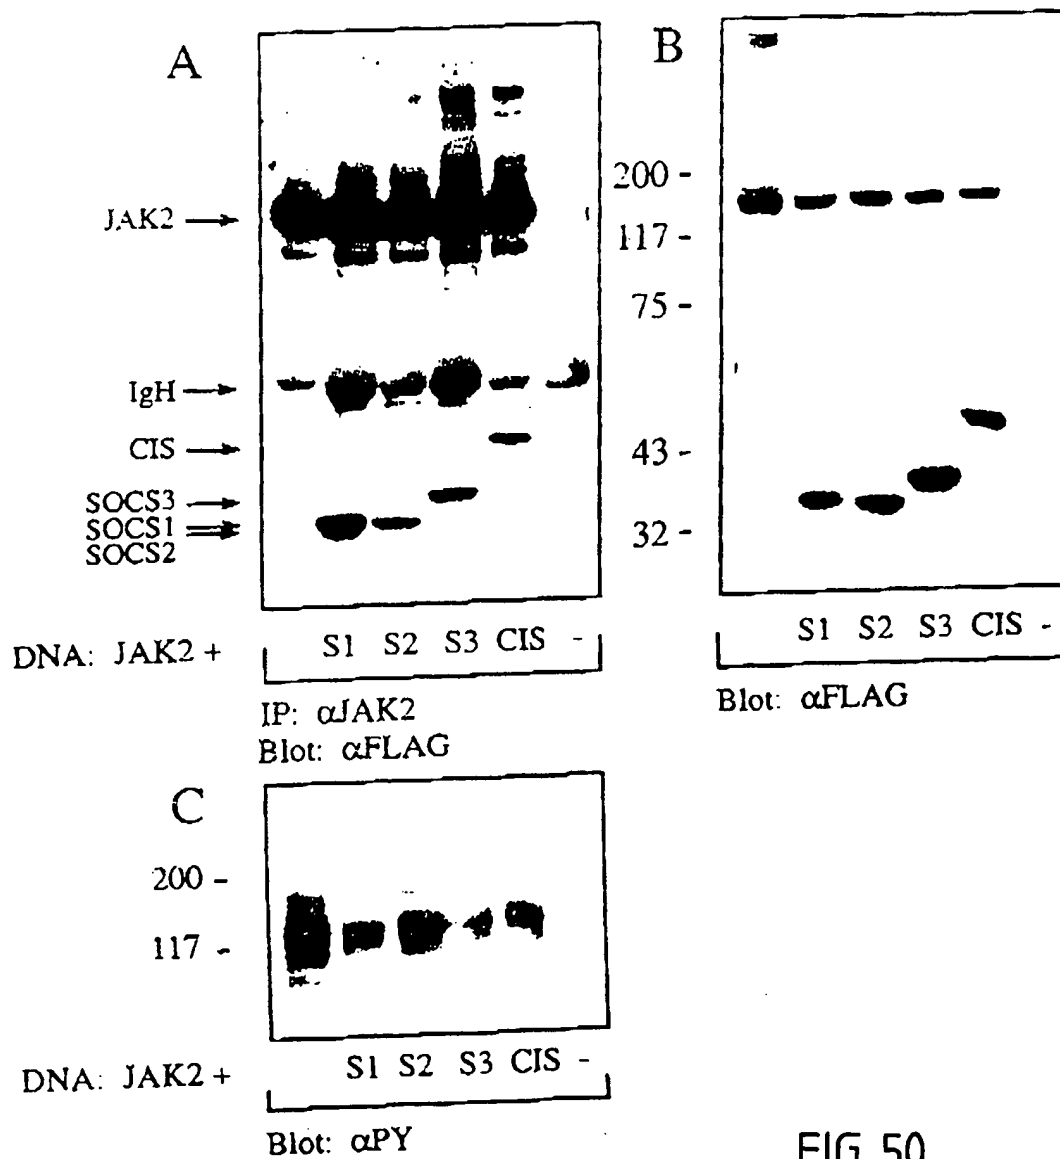 A
JAK2
IgH
CIS
SOCS3
SOCS1
SOCS2
DNA: JAK2 + S1 S2 S3 CIS -
IP: αJAK2
Blot: αFLAG
B
200 -
117 -
75 -
43 -
32 -
S1 S2 S3 CIS -
Blot: αFLAG
C
200 -
117 -
DNA: JAK2 + S1 S2 S3 CIS -
Blot: αPY
FIG 50